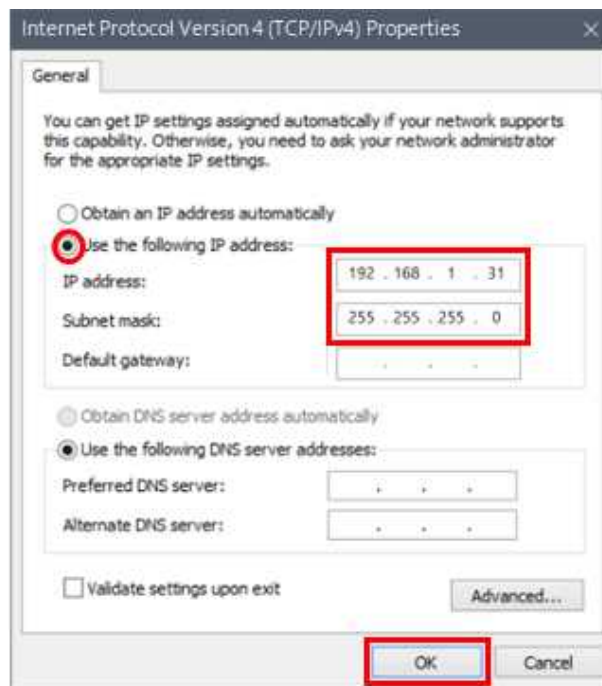 Internet Protocol Version 4 (TCP/IPv4) Properties
General
You can get IP settings assigned automatically if your network supports
this capability. Otherwise, you need to ask your network administrator
for the appropriate IP settings.
Obtain an IP address automatically
Use the following IP address:
IP address:
192 . 168 . 1 . 31
Subnet mask:
255 . 255 . 255 . 0
Default gateway:
. . .
Obtain DNS server address automatically
Use the following DNS server addresses:
Preferred DNS server:
. . .
Alternate DNS server:
. . .
Validate settings upon exit
Advanced...
OK
Cancel